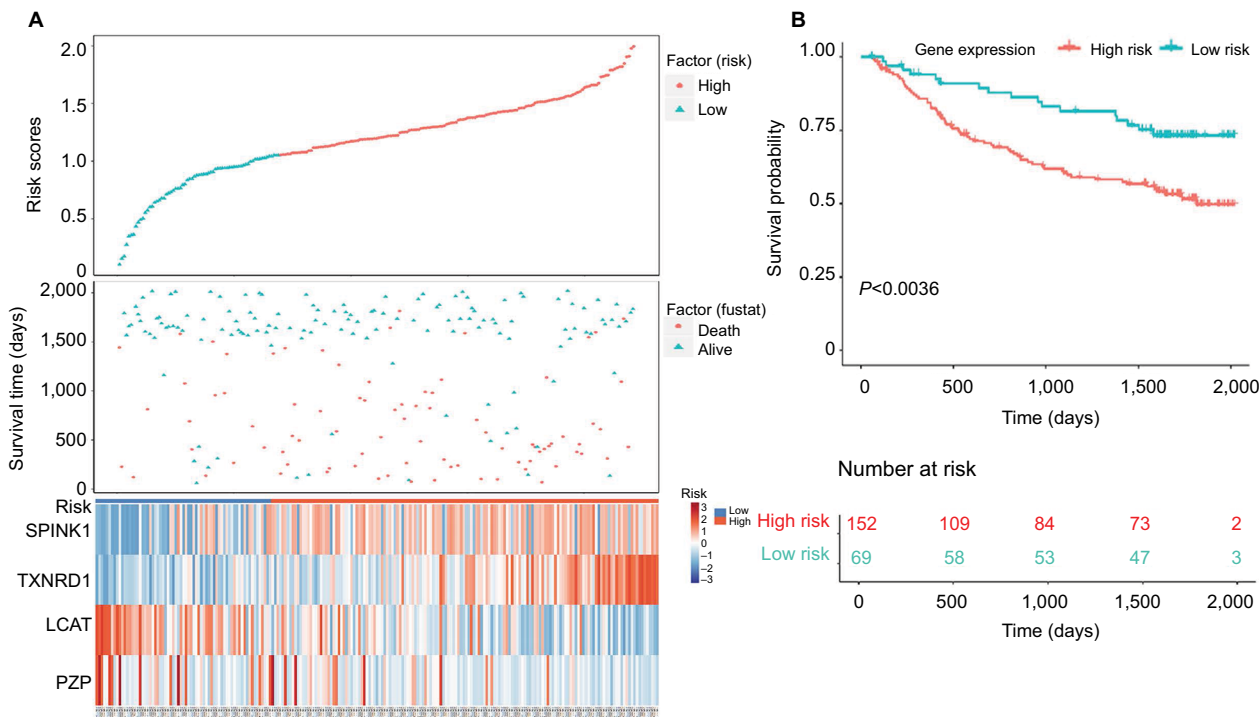 A
2.0
1.5
1.0
0.5
0
Risk scores
Factor (risk)
High
Low
2,000
1,500
1,000
500
0
Survival time (days)
Factor (fustat)
Death
Alive
Risk
SPINK1
TXNRD1
LCAT
PZP
Risk
3
2
1
0
–1
–2
–3
Low
High
B
Gene expression High risk Low risk
1.00
0.75
0.5
0.25
0
Survival probability
P<0.0036
0 500 1,000 1,500 2,000
Time (days)
Number at risk
High risk 152 109 84 73 2
Low risk 69 58 53 47 3
0 500 1,000 1,500 2,000
Time (days)